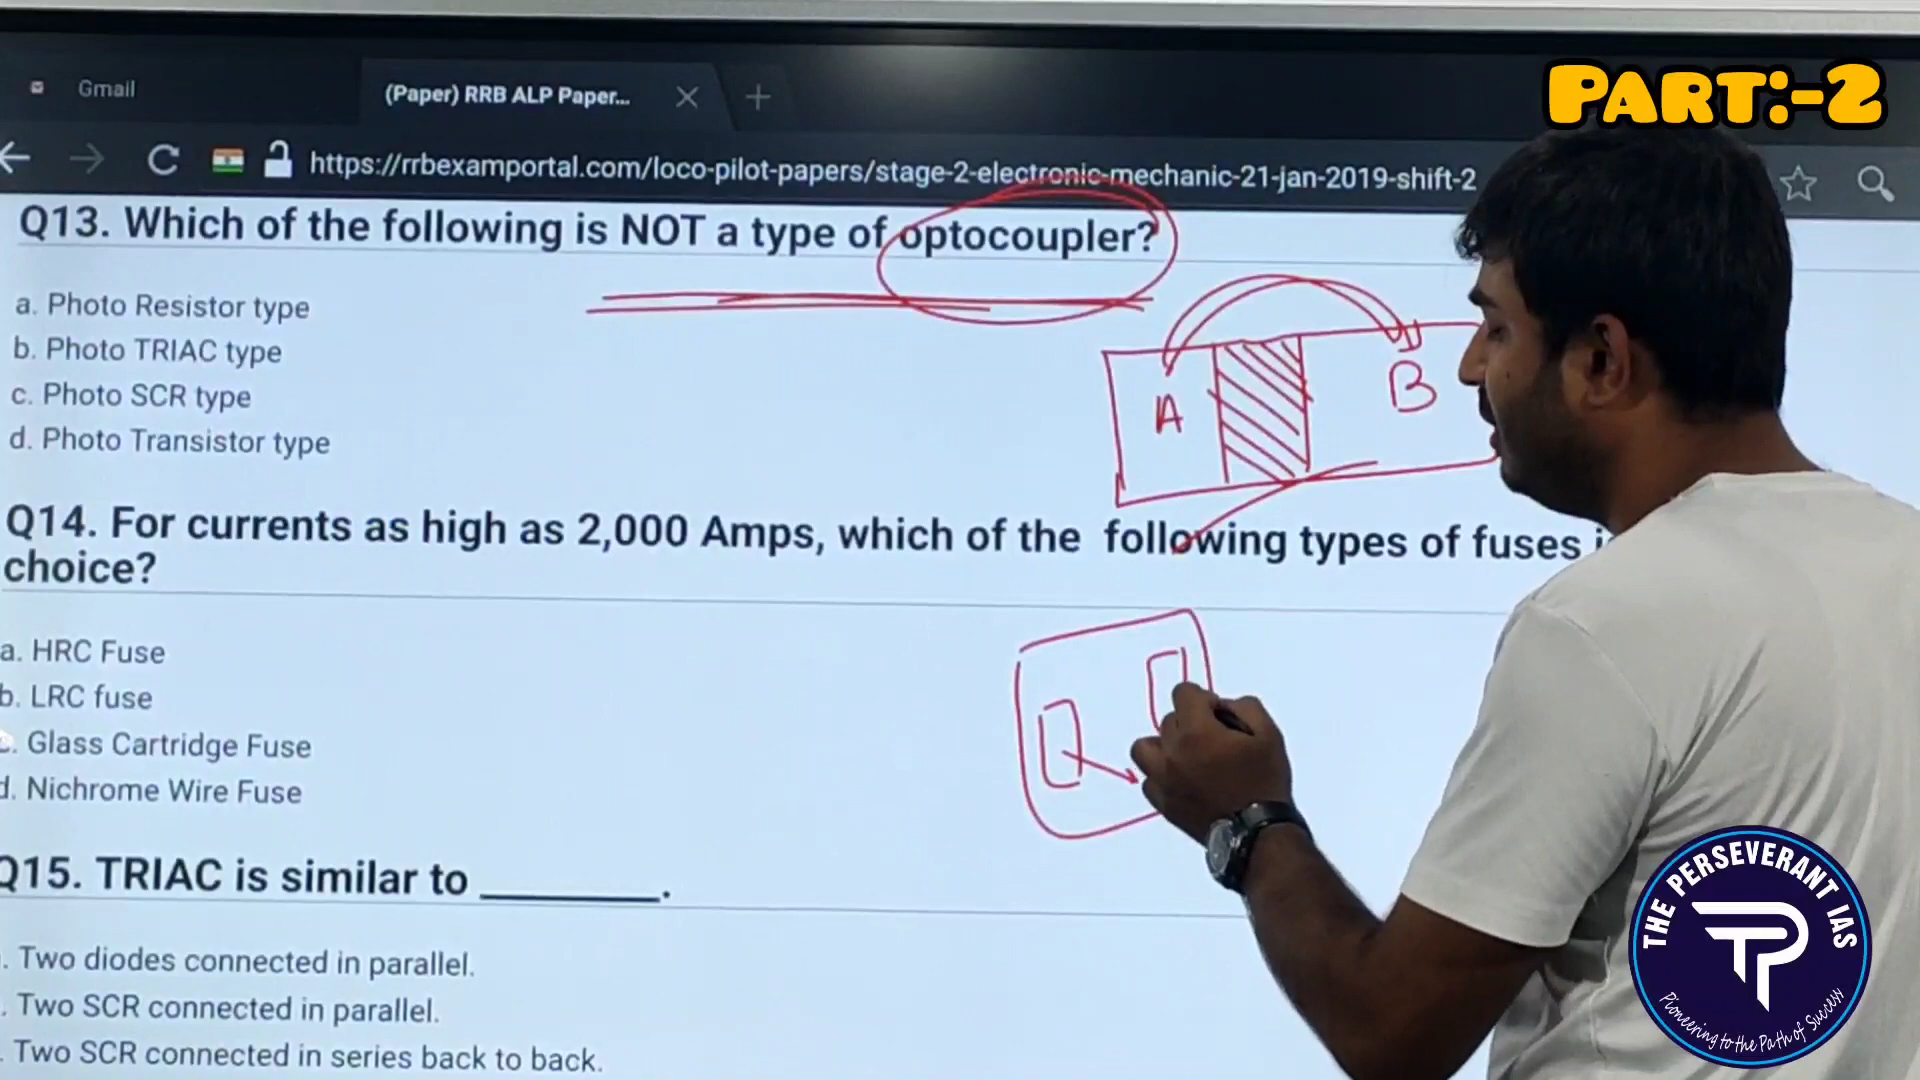 PART:-2
Gmail
(Paper) RRB ALP Paper...
https://rrbexamportal.com/loco-pilot-papers/stage-2-electronic-mechanic-21-jan-2019-shift-2
Q13. Which of the following is NOT a type of optocoupler?
a. Photo Resistor type
b. Photo TRIAC type
c. Photo SCR type
d. Photo Transistor type
A
B
Q14. For currents as high as 2,000 Amps, which of the following types of fuses
choice?
a. HRC Fuse
b. LRC fuse
c. Glass Cartridge Fuse
d. Nichrome Wire Fuse
Q15. TRIAC is similar to ________.
. Two diodes connected in parallel.
. Two SCR connected in parallel.
. Two SCR connected in series back to back.
THE PERSEVERANT IAS
TP
Pioneering to the Path of Success